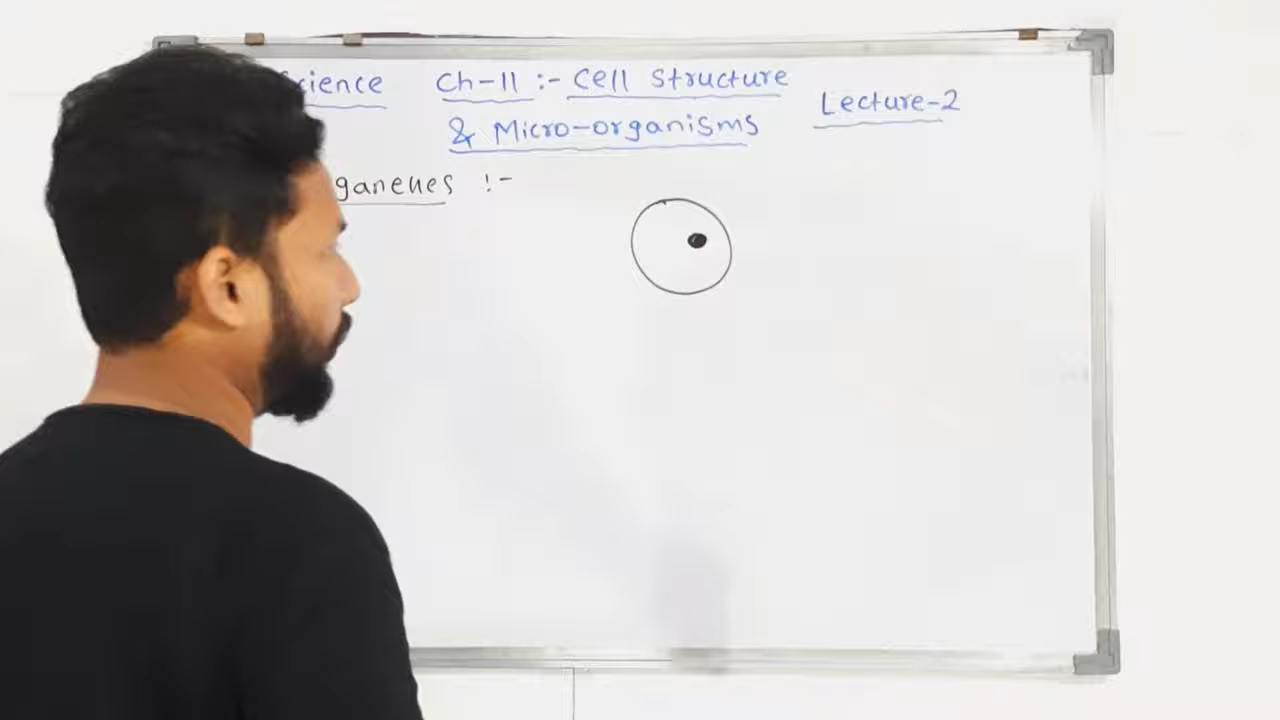 cience Ch-11 :- Cell Structure
& Micro-organisms
Lecture-2
ganelles :-